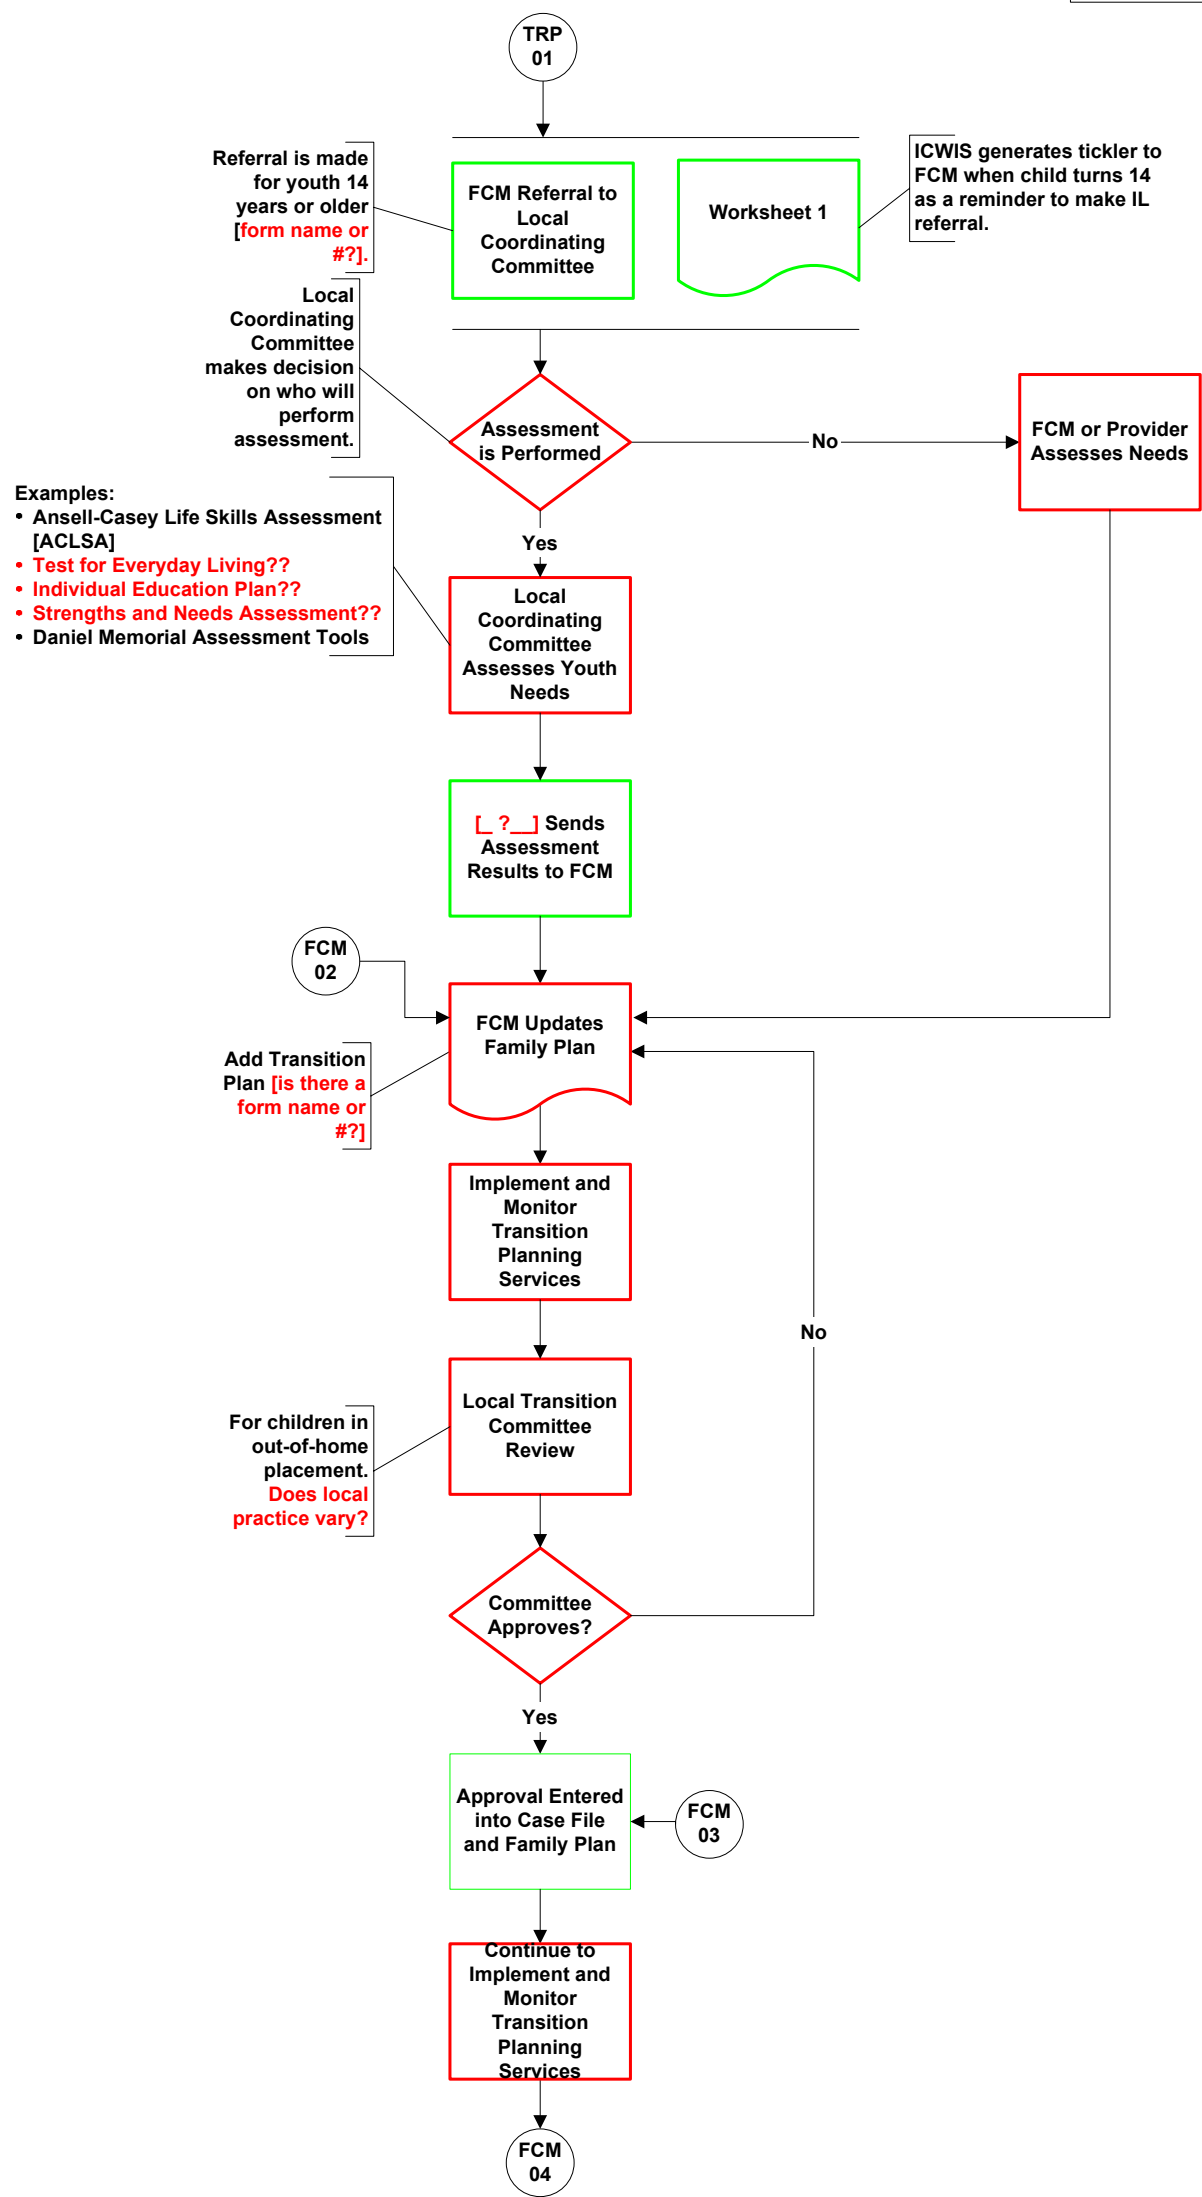 TRP
01
Referral is made
for youth 14
years or older
[form name or
#?].
FCM Referral to
Local
Coordinating
Committee
Worksheet 1
ICWIS generates tickler to
FCM when child turns 14
as a reminder to make IL
referral.
Local
Coordinating
Committee
makes decision
on who will
perform
assessment.
Assessment
is Performed
No
FCM or Provider
Assesses Needs
Yes
Examples:
• Ansell-Casey Life Skills Assessment
[ACLSA]
• Test for Everyday Living??
• Individual Education Plan??
• Strengths and Needs Assessment??
• Daniel Memorial Assessment Tools
Local
Coordinating
Committee
Assesses Youth
Needs
[_ ?__] Sends
Assessment
Results to FCM
FCM
02
FCM Updates
Family Plan
Add Transition
Plan [is there a
form name or
#?]
Implement and
Monitor
Transition
Planning
Services
No
Local Transition
Committee
Review
For children in
out-of-home
placement.
Does local
practice vary?
Committee
Approves?
Yes
Approval Entered
into Case File
and Family Plan
FCM
03
Continue to
Implement and
Monitor
Transition
Planning
Services
FCM
04